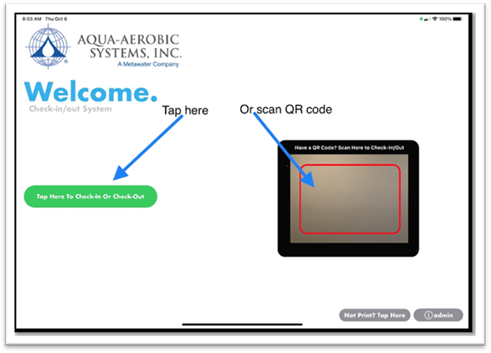 8:03 AM Thu Oct 6
100%
AQUA-AEROBIC
SYSTEMS, INC.
A Metawater Company
Welcome.
Check-in/out System
Tap here
Or scan QR code
Have a QR Code? Scan Here to Check-In/Out
Tap Here To Check-In Or Check-Out
Not Print? Tap Here
admin